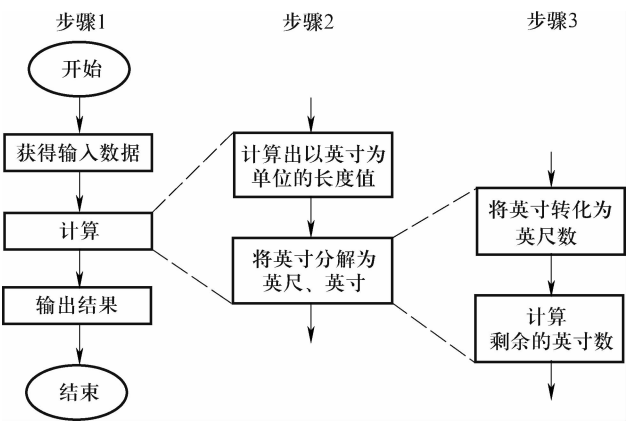 步骤1
开始
获得输入数据
计算
输出结果
结束
步骤2
计算出以英寸为
单位的长度值
将英寸分解为
英尺、英寸
步骤3
将英寸转化为
英尺数
计算
剩余的英寸数